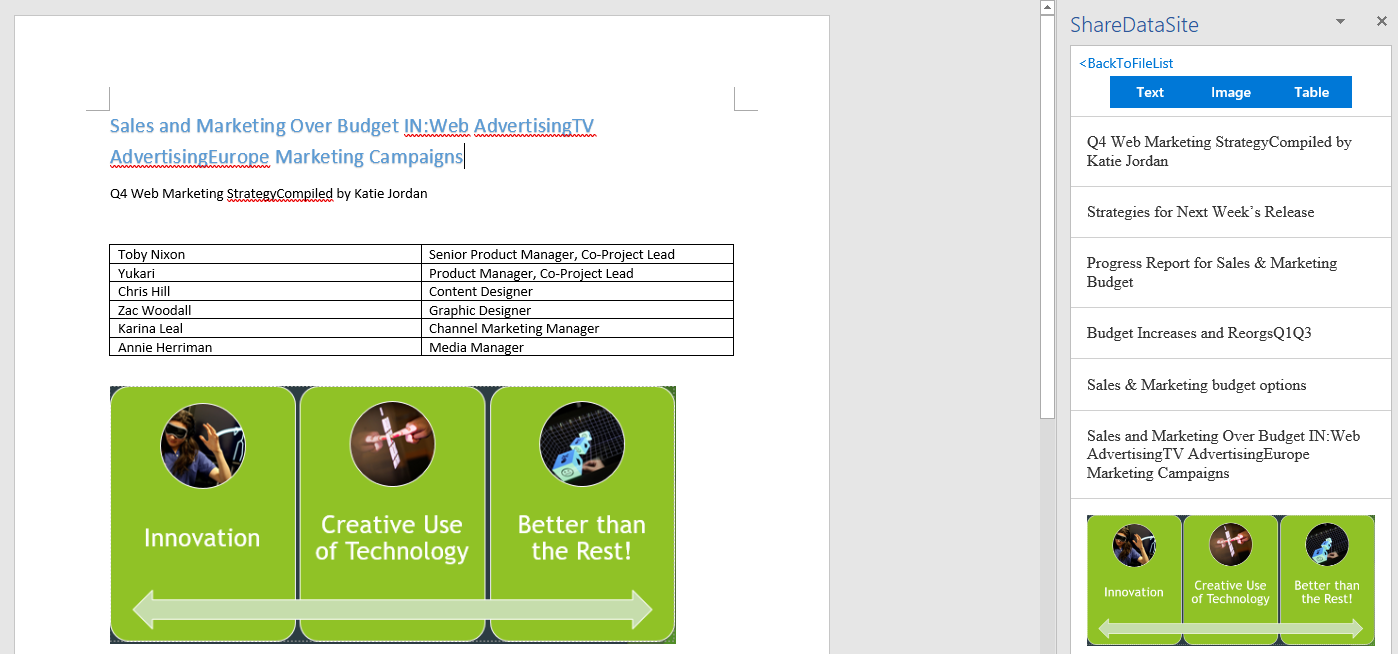 Sales and Marketing Over Budget IN:Web AdvertisingTV
AdvertisingEurope Marketing Campaigns
Q4 Web Marketing StrategyCompiled by Katie Jordan
Toby Nixon Senior Product Manager, Co-Project Lead
Yukari Product Manager, Co-Project Lead
Chris Hill Content Designer
Zac Woodall Graphic Designer
Karina Leal Channel Marketing Manager
Annie Herriman Media Manager
Innovation
Creative Use
of Technology
Better than
the Rest!
ShareDataSite
<BackToFileList
Text Image Table
Q4 Web Marketing StrategyCompiled by
Katie Jordan
Strategies for Next Week’s Release
Progress Report for Sales & Marketing
Budget
Budget Increases and ReorgsQ1Q3
Sales & Marketing budget options
Sales and Marketing Over Budget IN:Web
AdvertisingTV AdvertisingEurope
Marketing Campaigns
Innovation
Creative Use
of Technology
Better than
the Rest!